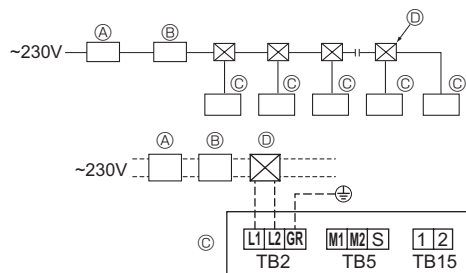 Ⓐ Ⓑ Ⓓ
~230V
Ⓒ Ⓒ Ⓒ Ⓒ Ⓒ
Ⓐ Ⓑ Ⓓ
~230V
Ⓒ L1 L2 GR M1 M2 S 1 2
TB2 TB5 TB15